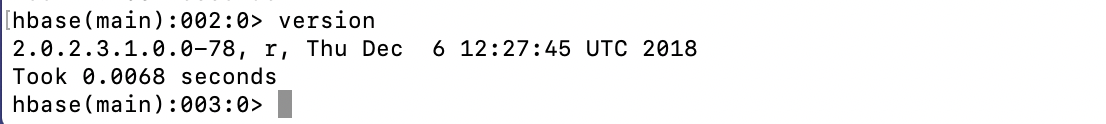 [hbase(main):002:0> version
2.0.2.3.1.0.0-78, r, Thu Dec  6 12:27:45 UTC 2018
Took 0.0068 seconds
hbase(main):003:0>